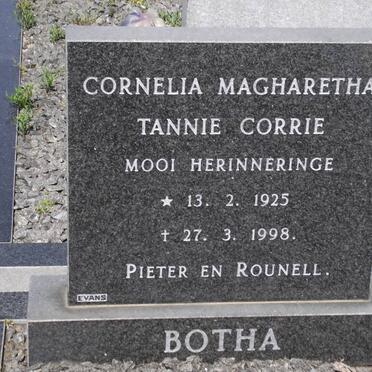 CORNELIA MAGHARETHA
TANNIE CORRIE
MOOI HERINNERINGE
★ 13. 2. 1925
† 27. 3. 1998.
PIETER EN ROUNELL.
EVANS
BOTHA